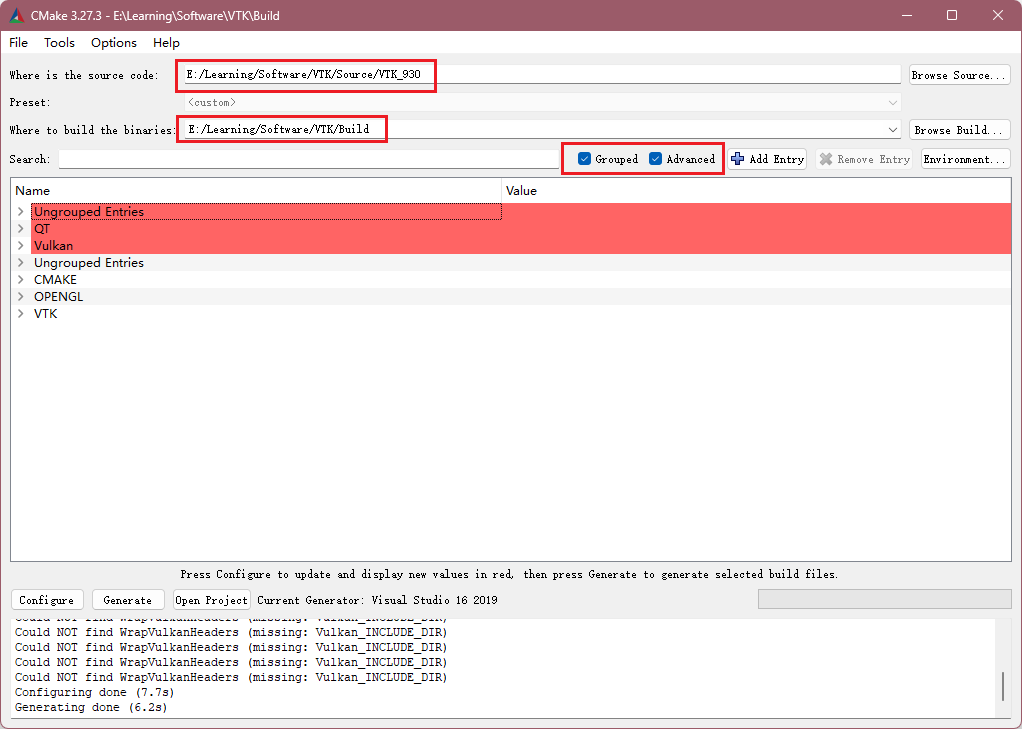 CMake 3.27.3 - E:\Learning\Software\VTK\Build
File Tools Options Help
Where is the source code: E:/Learning/Software/VTK/Source/VTK_930 Browse Source...
Preset: <custom>
Where to build the binaries: E:/Learning/Software/VTK/Build Browse Build...
Search: Grouped Advanced Add Entry Remove Entry Environment...
Name Value
Ungrouped Entries
QT
Vulkan
Ungrouped Entries
CMAKE
OPENGL
VTK
Press Configure to update and display new values in red, then press Generate to generate selected build files.
Configure Generate Open Project Current Generator: Visual Studio 16 2019
Could NOT find WrapVulkanHeaders (missing: Vulkan_INCLUDE_DIR)
Could NOT find WrapVulkanHeaders (missing: Vulkan_INCLUDE_DIR)
Could NOT find WrapVulkanHeaders (missing: Vulkan_INCLUDE_DIR)
Could NOT find WrapVulkanHeaders (missing: Vulkan_INCLUDE_DIR)
Could NOT find WrapVulkanHeaders (missing: Vulkan_INCLUDE_DIR)
Configuring done (7.7s)
Generating done (6.2s)